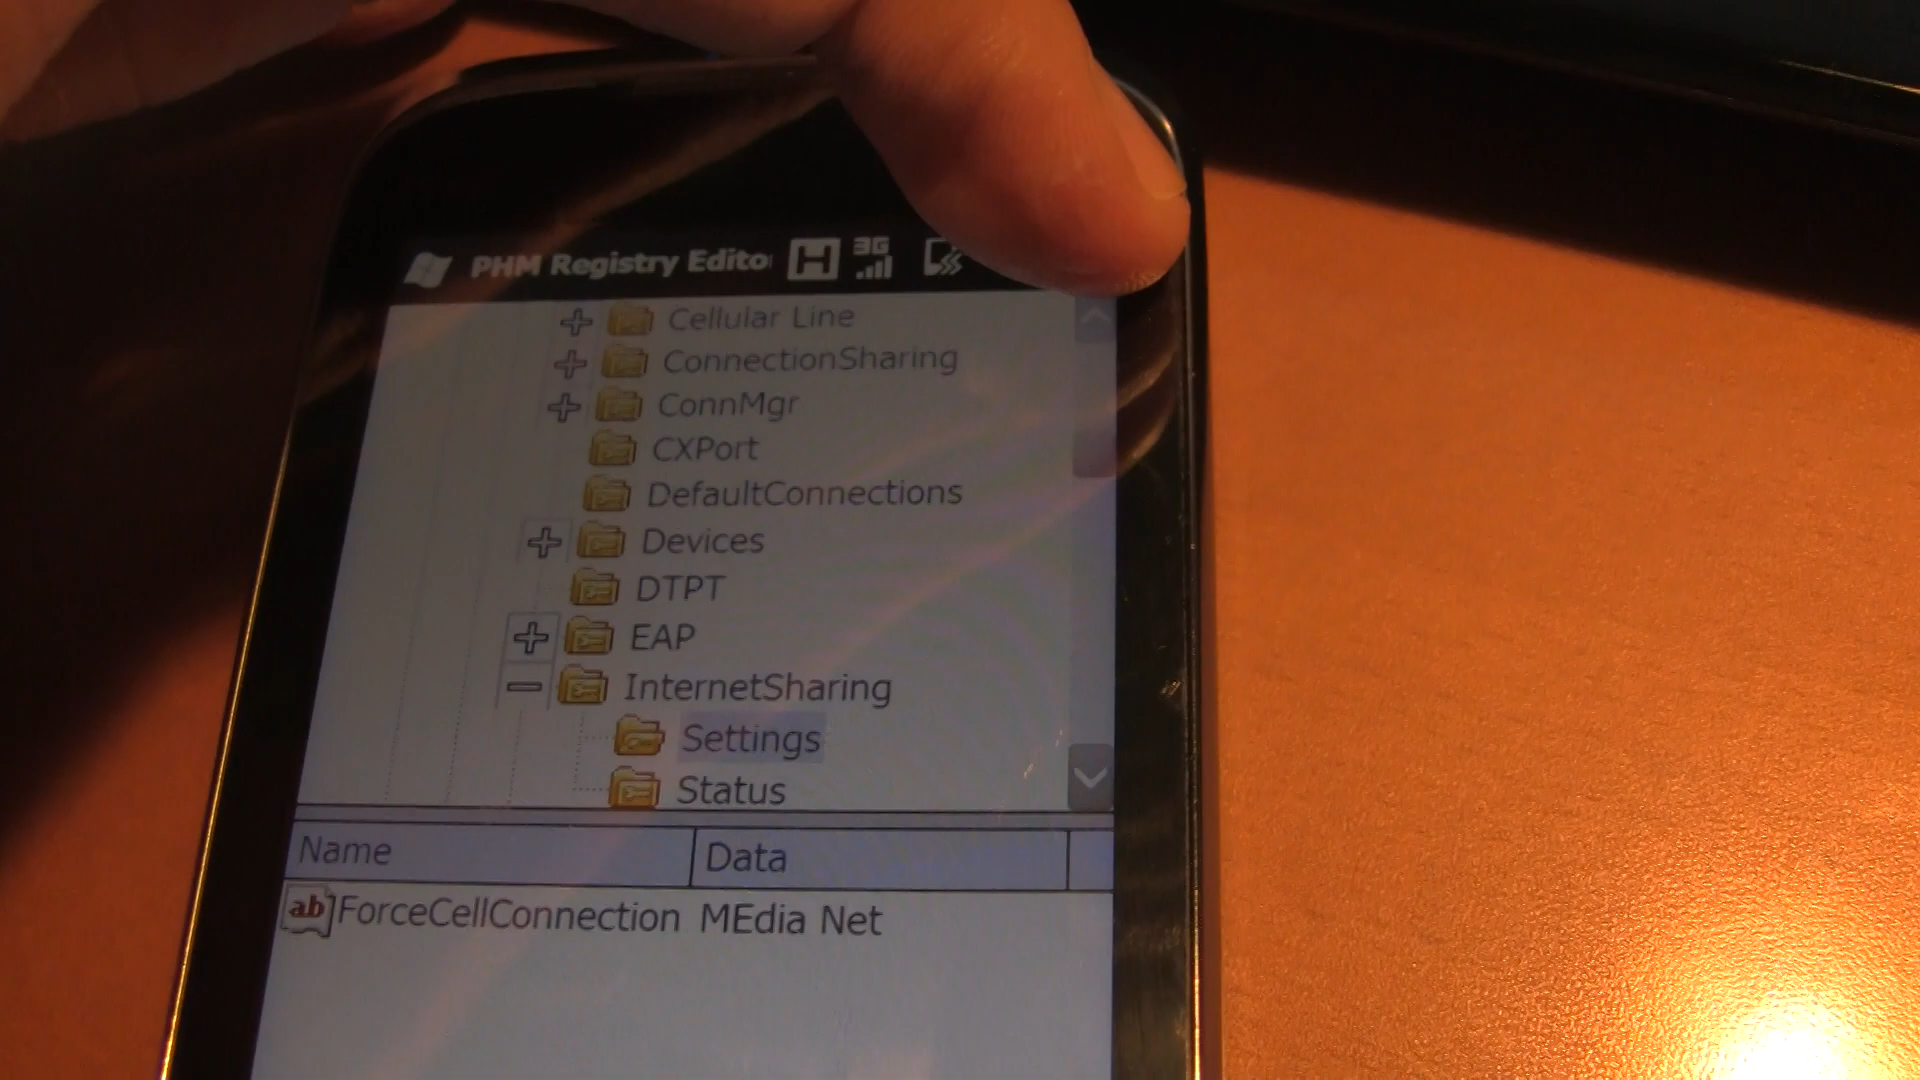 PHM Registry Edito H 3G
Cellular Line
ConnectionSharing
ConnMgr
CXPort
DefaultConnections
Devices
DTPT
EAP
InternetSharing
Settings
Status
Name Data
ab ForceCellConnection MEdia Net